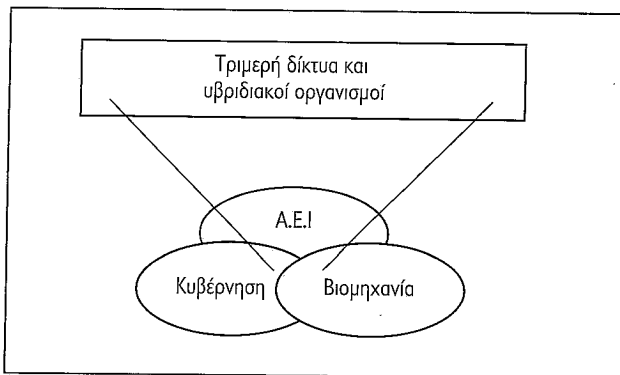 Τριμερή δίκτυα και
υβριδιακοί οργανισμοί
Α.Ε.Ι
Κυβέρνηση
Βιομηχανία